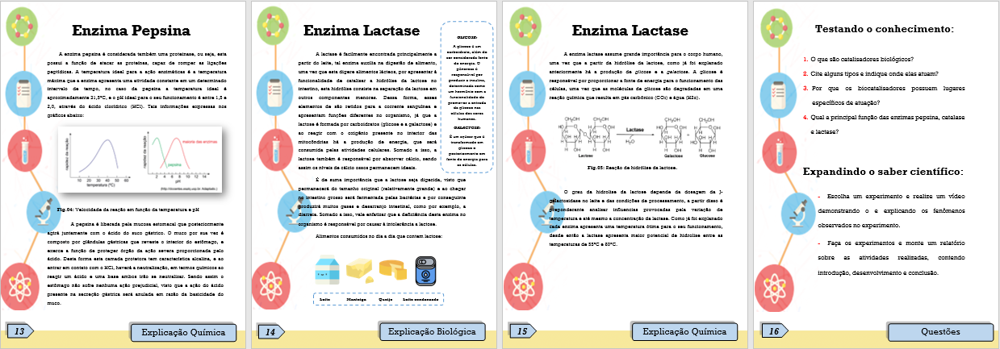 Enzima Pepsina
A enzima pepsina é considerada também uma proteinase, ou seja, esta
possui a função de atacar as proteínas, capaz de romper as ligações
peptídicas. A temperatura ideal para a ação enzimáticas é a temperatura
máxima que a enzima apresente uma atividade constante em um determinado
intervalo de tempo, no caso da pepsina a temperatura ideal é
aproximadamente 31,5ºC, e o pH ideal para o seu funcionamento é entre 1,5 e
2,0, através do ácido clorídrico (HCl). Tais informações expressas nos
gráficos abaixo:
velocidade da reação
0 10 20 30 40 50 60
temperatura (ºC)
rapidez da reação
maioria das enzimas
pepsina
2 4 6 8 10 12 14
pH
Fig.04: Velocidade da reação em função da temperatura e pH
A pepsina é liberada pela mucosa estomacal que posteriormente
agirá juntamente com o ácido do suco gástrico. O muco por sua vez é
composto por glândulas gástricas que reveste o interior do estômago, e
exerce a função de proteger órgão da ação severa proporcionada pelo
ácido. Desta forma esta camada protetora tem característica alcalina, e ao
entrar em contato com o HCl, haverá a neutralização, em termos químicos ao
reagir um ácido e uma base ambos irão se neutralizar. Sendo assim o
estômago não sofre nenhuma ação prejudicial, visto que a ação do ácido
presente na secreção gástrica será anulada em razão da basicidade do
muco.
13
Explicação Química
Enzima Lactase
A lactase é facilmente encontrada principalmente a
partir do leite, tal enzima auxilia na digestão de alimento,
uma vez que esta digere alimentos lácteos, por apresentar à
funcionalidade de catalisar a hidrólise da lactose no
intestino, esta hidrólise consiste na separação da lactose em
outros componentes menores. Dessa forma, esses
elementos de são retidos para a corrente sanguínea e
apresentam funções diferentes no organismo, já que a
lactose é formada por carboidratos (glicose e a galactose) e
ao reagir com o oxigênio presente no interior das
mitocôndrias há a produção de energia, que será
consumida pelas atividades celulares. Somado a isso, a
lactase também é responsável por absorver cálcio, sendo
assim os níveis de cálcio ossos permanecem ideais.
É de suma importância que a lactose seja digerida, visto que
permanecerá do tamanho original (relativamente grande) e ao chegar
no intestino grosso será fermentada pelas bactérias e por conseguinte
produzirá muitos gases e desarranjo intestinal, como por exemplo, a
diarreia. Somado a isso, vale enfatizar que a deficiência desta enzima no
organismo é responsável por causar à intolerância a lactose.
Alimentos consumidos no dia a dia que contem lactose:
Leite Manteiga Queijo Leite condensado
GLICOSE:
A glicose é um
carboidrato, além de
ser considerada fonte
de energia. O
glicogênio é
responsável por
produzir a insulina,
determinada como
um hormônio com a
funcionalidade de
promover a entrada
da glicose nas
células dos seres
humanos.
GALACTOSE:
É um açúcar que é
transformado em
glicose e
posteriormente em
fonte de energia para
as células.
14
Explicação Biológica
Enzima Lactase
A enzima lactase assume grande importância para o corpo humano,
uma vez que a partir da hidrólise da lactose, como já foi explanado
anteriormente há a produção de glicose e a galactose. A glicose é
responsável por proporcionar a fonte de energia para o funcionamento das
células, uma vez que as moléculas de glicose são degradadas em uma
reação química que resulta em gás carbônico (CO2) e água (H2o).
Lactase
H2O
+
Lactose Galactose Glucose
Fig.05: Reação de hidrólise da lactose.
O grau da hidrolise da lactose depende da dosagem da
galactosidase no leite e das condições de processamento, a partir disso é
preponderante analisar influencias provocadas pela variação de
temperatura e até mesmo a concentração da lactase. Como já foi explanado
cada enzima apresenta uma temperatura ótima para o seu funcionamento,
desde então a lactase apresenta maior potencial de hidrolise entre as
temperaturas de 55ºC e 60ºC.
15
Explicação Química
Testando o conhecimento:
1. O que são catalisadores biológicos?
2. Cite alguns tipos e indique onde elas atuam?
3. Por que os biocatalisadores possuem lugares
específicos de atuação?
4. Qual a principal função das enzimas pepsina, catalase
e lactase?
Expandindo o saber científico:
- Escolha um experimento e realize um vídeo
demonstrando o e explicando os fenômenos
observados no experimento.
- Faça os experimentos e monte um relatório
sobre as atividades realizadas, contendo
introdução, desenvolvimento e conclusão.
16
Questões